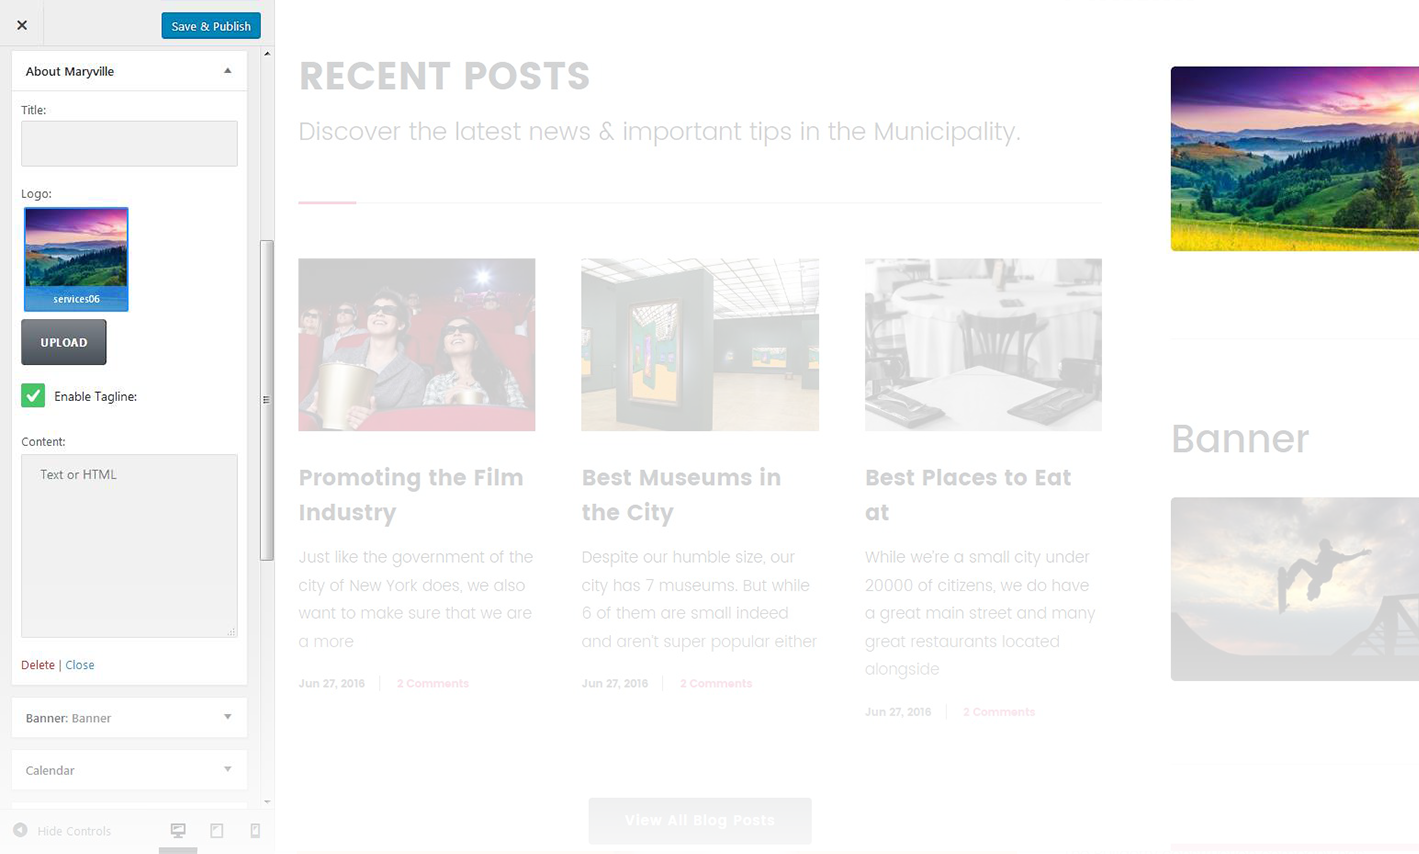 Save & Publish
About Maryville
Title:
Logo:
services06
UPLOAD
Enable Tagline:
Content:
Text or HTML
Delete | Close
Banner: Banner
Calendar
Hide Controls
RECENT POSTS
Discover the latest news & important tips in the Municipality.
Promoting the Film
Industry
Just like the government of the
city of New York does, we also
want to make sure that we are
a more
Jun 27, 2016 | 2 Comments
Best Museums in
the City
Despite our humble size, our
city has 7 museums. But while
6 of them are small indeed
and aren't super popular either
Jun 27, 2016 | 2 Comments
Best Places to Eat
at
While we're a small city under
20000 of citizens, we do have
a great main street and many
great restaurants located
alongside
Jun 27, 2016 | 2 Comments
View All Blog Posts
Banner